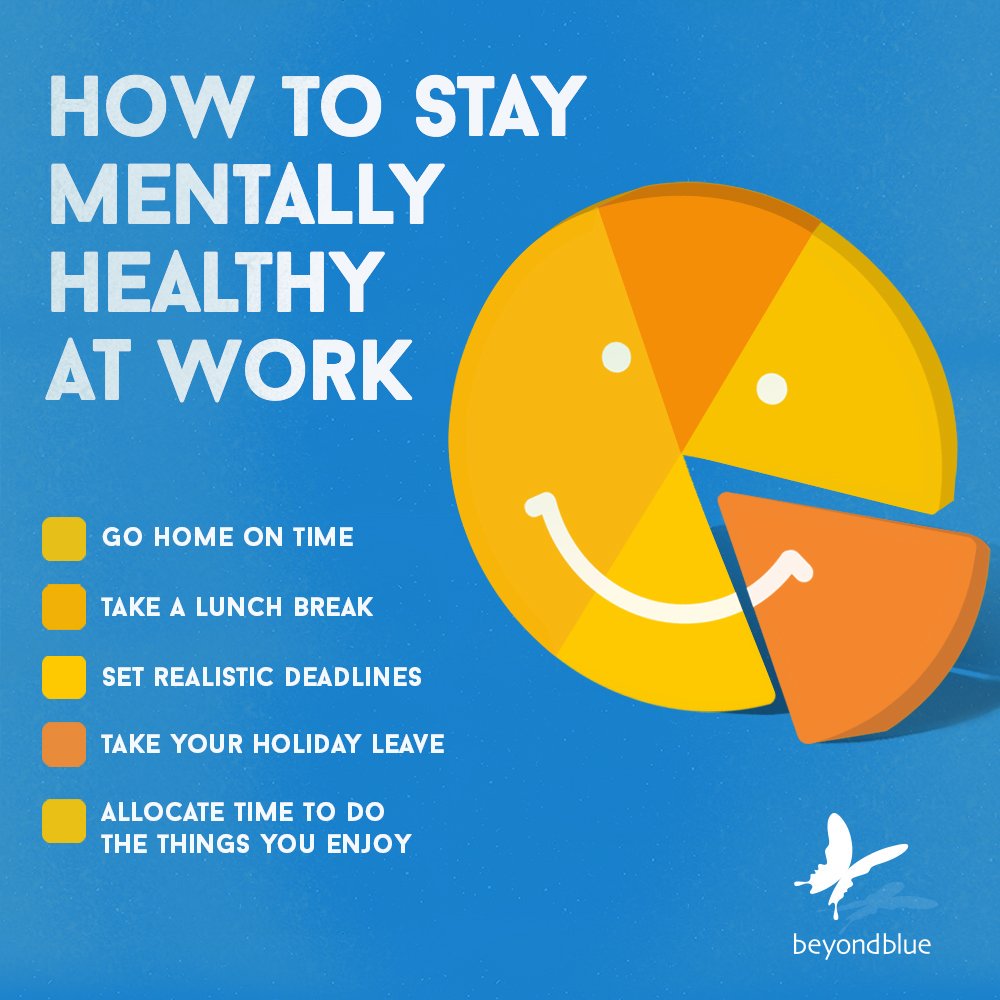 HOW TO STAY
MENTALLY
HEALTHY
AT WORK
GO HOME ON TIME
TAKE A LUNCH BREAK
SET REALISTIC DEADLINES
TAKE YOUR HOLIDAY LEAVE
ALLOCATE TIME TO DO
THE THINGS YOU ENJOY
beyondblue